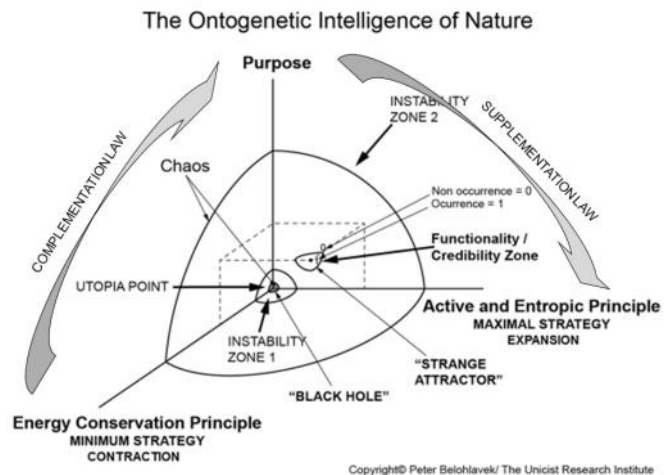 The Ontogenetic Intelligence of Nature
Purpose
COMPLEMENTATION LAW
SUPPLEMENTATION LAW
INSTABILITY
ZONE 2
Chaos
Non occurrence = 0
Ocurrence = 1
0
1
Functionality /
Credibility Zone
UTOPIA POINT
INSTABILITY
ZONE 1
Active and Entropic Principle
MAXIMAL STRATEGY
EXPANSION
"STRANGE
ATTRACTOR"
"BLACK HOLE"
Energy Conservation Principle
MINIMUM STRATEGY
CONTRACTION
Copyright© Peter Belohlavek/ The Unicist Research Institute